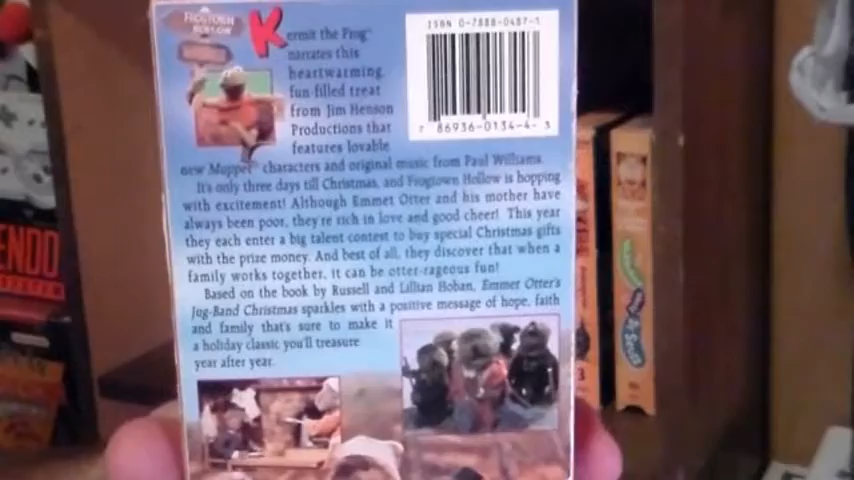 FROGTOWN
HOLLOW
Kermit the Frog
narrates this
heartwarming,
fun-filled treat
from Jim Henson
Productions that
features lovable
new Muppet characters and original music from Paul Williams.
It's only three days till Christmas, and Frogtown Hollow is hopping
with excitement! Although Emmet Otter and his mother have
always been poor, they're rich in love and good cheer! This year
they each enter a big talent contest to buy special Christmas gifts
with the prize money. And best of all, they discover that when a
family works together, it can be otter-rageous fun!
Based on the book by Russell and Lillian Hoban, Emmet Otter's
Jug-Band Christmas sparkles with a positive message of hope, faith
and family that's sure to make it
a holiday classic you'll treasure
year after year.
ISBN 0-7888-0487-1
7 86936-0134-4 3
ENDO